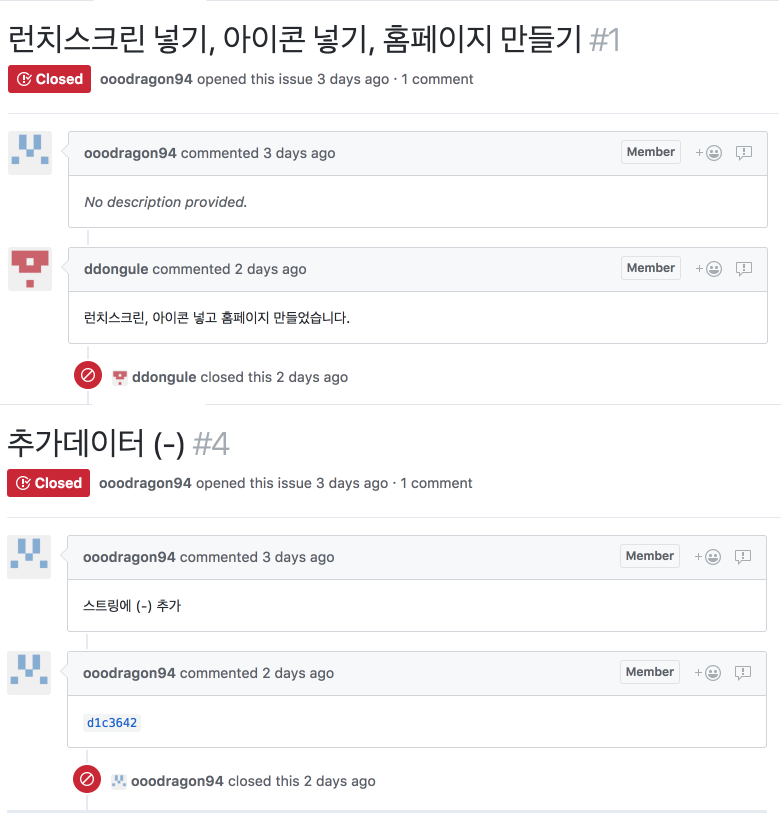 런치스크린 넣기, 아이콘 넣기, 홈페이지 만들기 #1
Closed ooodragon94 opened this issue 3 days ago · 1 comment
ooodragon94 commented 3 days ago Member
No description provided.
ddongule commented 2 days ago Member
런치스크린, 아이콘 넣고 홈페이지 만들었습니다.
ddongule closed this 2 days ago
추가데이터 (-) #4
Closed ooodragon94 opened this issue 3 days ago · 1 comment
ooodragon94 commented 3 days ago Member
스트링에 (-) 추가
ooodragon94 commented 2 days ago Member
d1c3642
ooodragon94 closed this 2 days ago